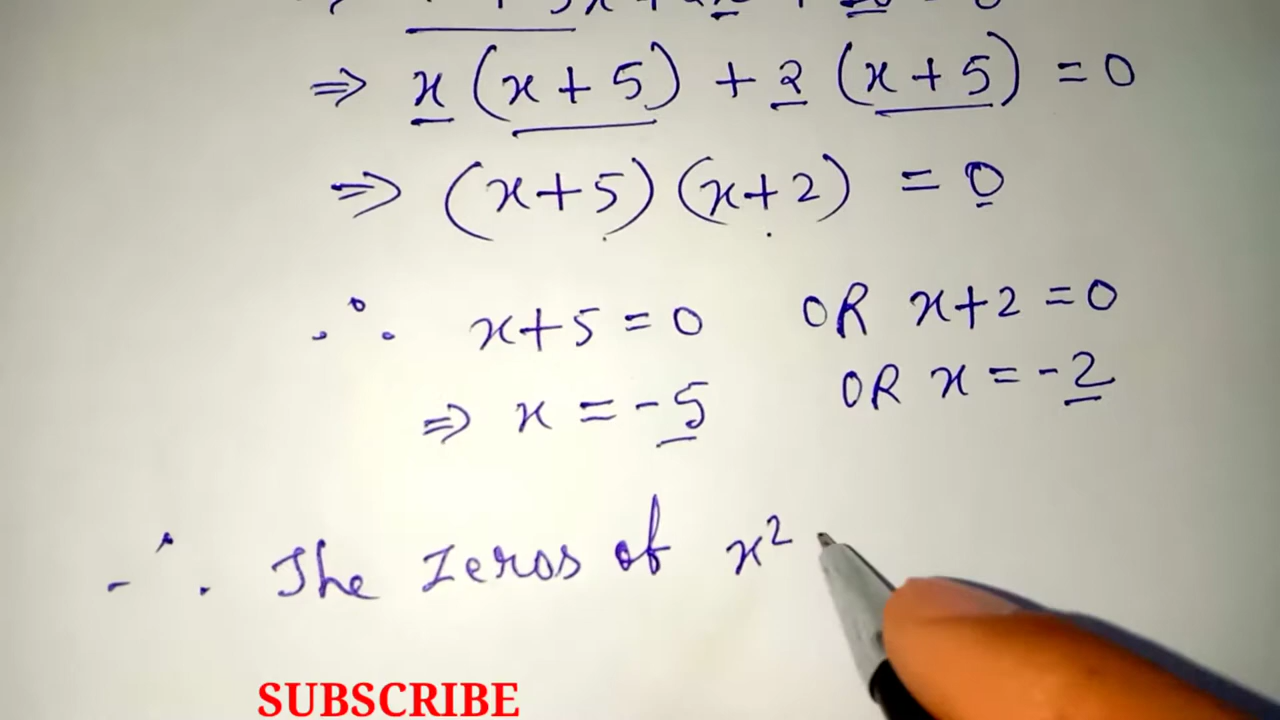 ⇒ x (x + 5) + 2 (x + 5) = 0
⇒ (x + 5) (x + 2) = 0
∴ x + 5 = 0 OR x + 2 = 0
⇒ x = - 5 OR x = - 2
∴ The zeros of x²
SUBSCRIBE